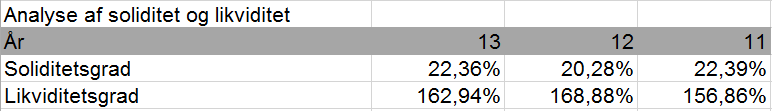 Analyse af soliditet og likviditet
År 13 12 11
Soliditetsgrad 22,36% 20,28% 22,39%
Likviditetsgrad 162,94% 168,88% 156,86%